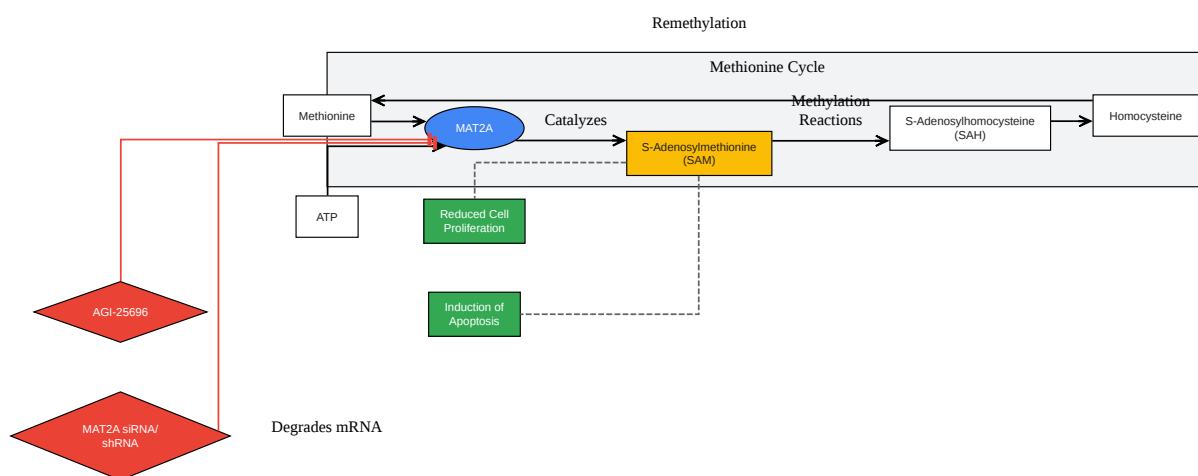 Remethylation
Methionine Cycle
Methionine
MAT2A
Catalyzes
Methylation
Reactions
S-Adenosylmethionine
(SAM)
S-Adenosylhomocysteine
(SAH)
Homocysteine
ATP
Reduced Cell
Proliferation
Induction of
Apoptosis
AGI-25696
MAT2A siRNA/
shRNA
Degrades mRNA